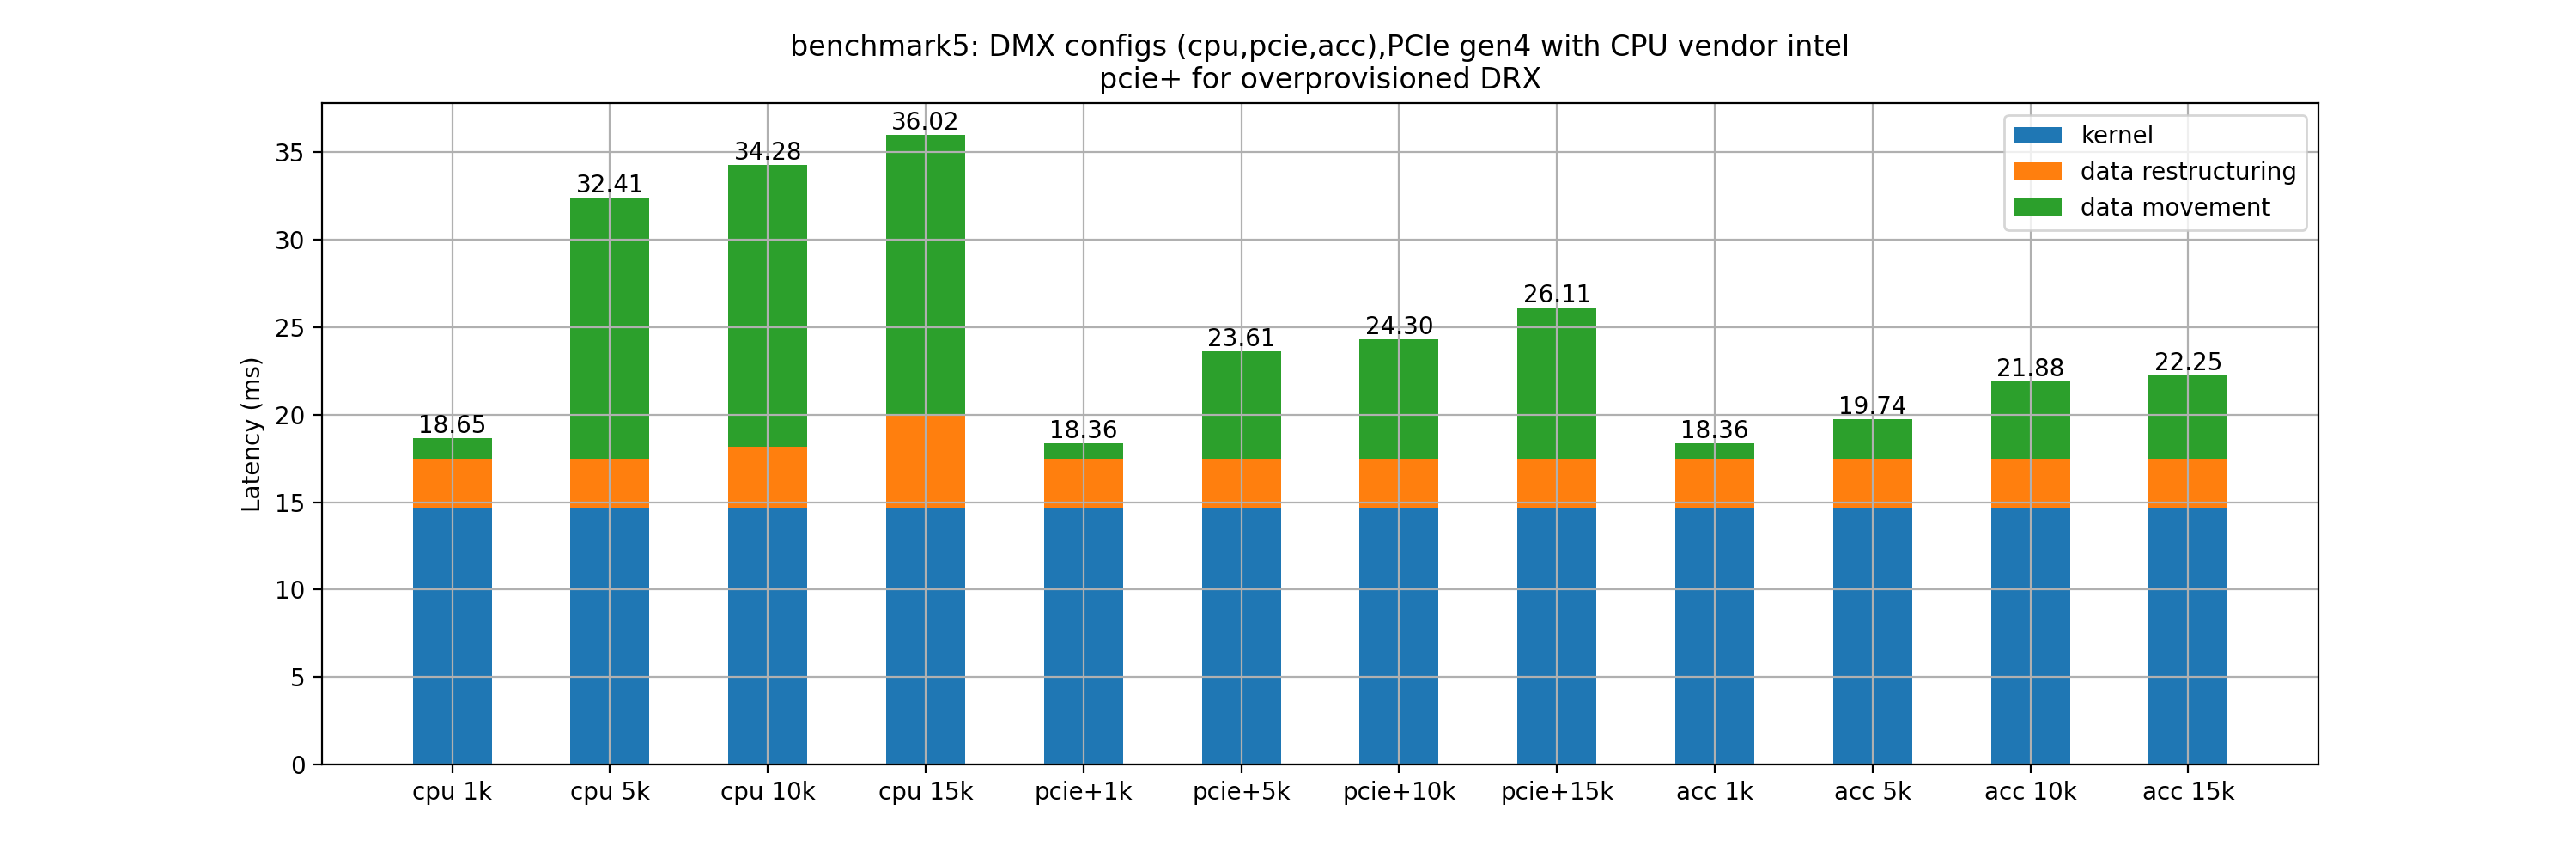 benchmark5: DMX configs (cpu,pcie,acc),PCIe gen4 with CPU vendor intel
pcie+ for overprovisioned DRX
Latency (ms)
35
30
25
20
15
10
5
0
18.65
32.41
34.28
36.02
18.36
23.61
24.30
26.11
18.36
19.74
21.88
22.25
kernel
data restructuring
data movement
cpu 1k
cpu 5k
cpu 10k
cpu 15k
pcie+1k
pcie+5k
pcie+10k
pcie+15k
acc 1k
acc 5k
acc 10k
acc 15k